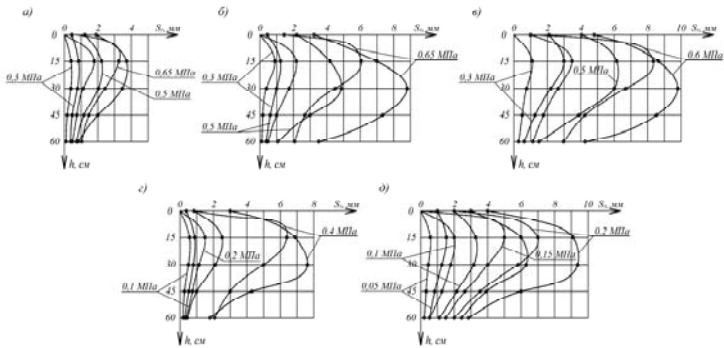 а)
0 2 4 Sₓ, мм
0
15
30
45
60
0.3 МПа
0.65 МПа
0.5 МПа
h, см
б)
0 2 4 6 8 Sₓ, мм
0
15
30
45
60
0.65 МПа
0.3 МПа
0.5 МПа
h, см
в)
0 2 4 6 8 10 Sₓ, мм
0
15
30
45
60
0.6 МПа
0.5 МПа
0.3 МПа
h, см
г)
0 2 4 6 8 Sₓ, мм
0
15
30
45
60
0.4 МПа
0.2 МПа
0.1 МПа
h, см
д)
0 2 4 6 8 10 Sₓ, мм
0
15
30
45
60
0.2 МПа
0.1 МПа
0.15 МПа
0.05 МПа
h, см